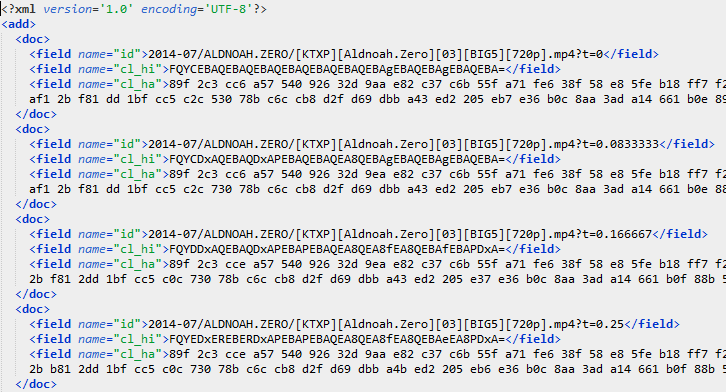 <?xml version='1.0' encoding='UTF-8'?>
<add>
<doc>
<field name="id">2014-07/ALDNOAH.ZERO/[KTXP][Aldnoah.Zero][03][BIG5][720p].mp4?t=0</field>
<field name="cl_hi">FQYCEBAQEBAQEBAQEBAQEBAQEBAQEBAgEBAQEBAgEBAQEBA=</field>
<field name="cl_ha">89f 2c3 cc6 a57 540 926 32d 9aa e82 c37 c6b 55f a71 fe6 38f 58 e8 5fe b18 ff7 f2
af1 2b f81 dd 1bf cc5 c2c 530 78b c6c cb8 d2f d69 dbb a43 ed2 205 eb7 e36 b0c 8aa 3ad a14 661 b0e 89
</doc>
<doc>
<field name="id">2014-07/ALDNOAH.ZERO/[KTXP][Aldnoah.Zero][03][BIG5][720p].mp4?t=0.0833333</field>
<field name="cl_hi">FQYCDxAQEBAQDxAPEBAQEBAQEA8QEBAgEBAQEBAgEBAQEBA=</field>
<field name="cl_ha">89f 2c3 cc6 a57 540 926 32d 9aa e82 c37 c6b 55f a71 fe6 38f 58 e8 5fe b18 ff7 f2
af1 2b f81 dd 1bf cc5 c2c 730 78b c6c cb8 d2f d69 dbb a43 ed2 205 eb7 e36 b0c 8aa 3ad a14 661 b0e 88
</doc>
<doc>
<field name="id">2014-07/ALDNOAH.ZERO/[KTXP][Aldnoah.Zero][03][BIG5][720p].mp4?t=0.166667</field>
<field name="cl_hi">FQYDDxAQEBAQDxAPEBAPEBAQEA8QEA8fEA8QEBAfEBAPDxA=</field>
<field name="cl_ha">89f 2c3 cce a57 540 926 32d 9ea e82 c37 c6b 55f a71 fe6 38f 58 e8 5fe b18 ff7 f2
2b f81 dd 1bf cc5 c0c 730 78b c6c cb8 d2f d69 dbb a43 ed2 205 e37 e36 b0c 8aa 3ad a14 661 b0f 88b 5
</doc>
<doc>
<field name="id">2014-07/ALDNOAH.ZERO/[KTXP][Aldnoah.Zero][03][BIG5][720p].mp4?t=0.25</field>
<field name="cl_hi">FQYEDxEREBERDxAPEBAPEBAQEA8QEA8fEA8QEBAeEA8PDxA=</field>
<field name="cl_ha">89f 2c3 cce a57 540 926 32d 9aa e82 c37 c6b 55f a71 fe6 38f 58 e8 5fe b18 ff7 f2
2b b81 2dd 1bf cc5 c0c 730 78b c6c cb8 d2f d69 dbb a4b ed2 205 eb6 e36 b0c 8aa 3ad a14 661 b0f 88b
</doc>